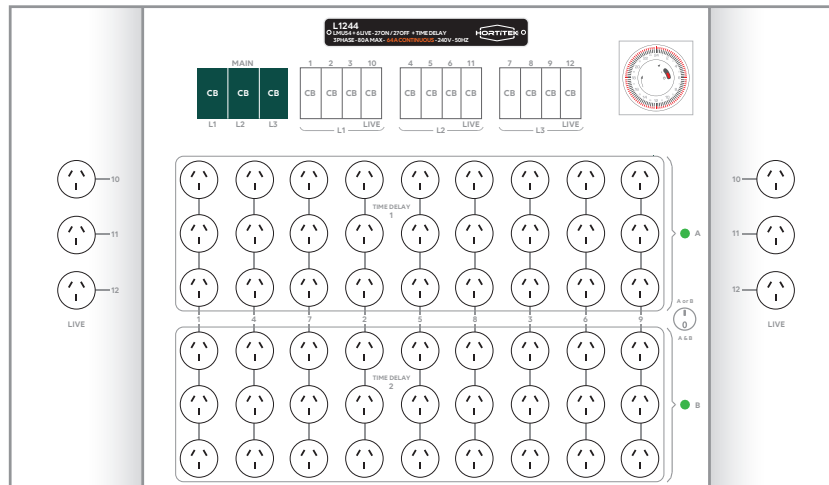 L1244
LMU54 + 6LIVE - 27ON / 27OFF + TIME DELAY
3PHASE - 80A MAX - 64A CONTINUOUS - 240V - 50HZ
HORTITEK
MAIN
CB CB CB
L1 L2 L3
1 2 3 10
CB CB CB CB
LIVE
L1
4 5 6 11
CB CB CB CB
LIVE
L2
7 8 9 12
CB CB CB CB
LIVE
L3
10
11
12
LIVE
TIME DELAY
1
A
A or B
I
0
A & B
1 4 7 2 5 8 3 6 9
TIME DELAY
2
B
10
11
12
LIVE